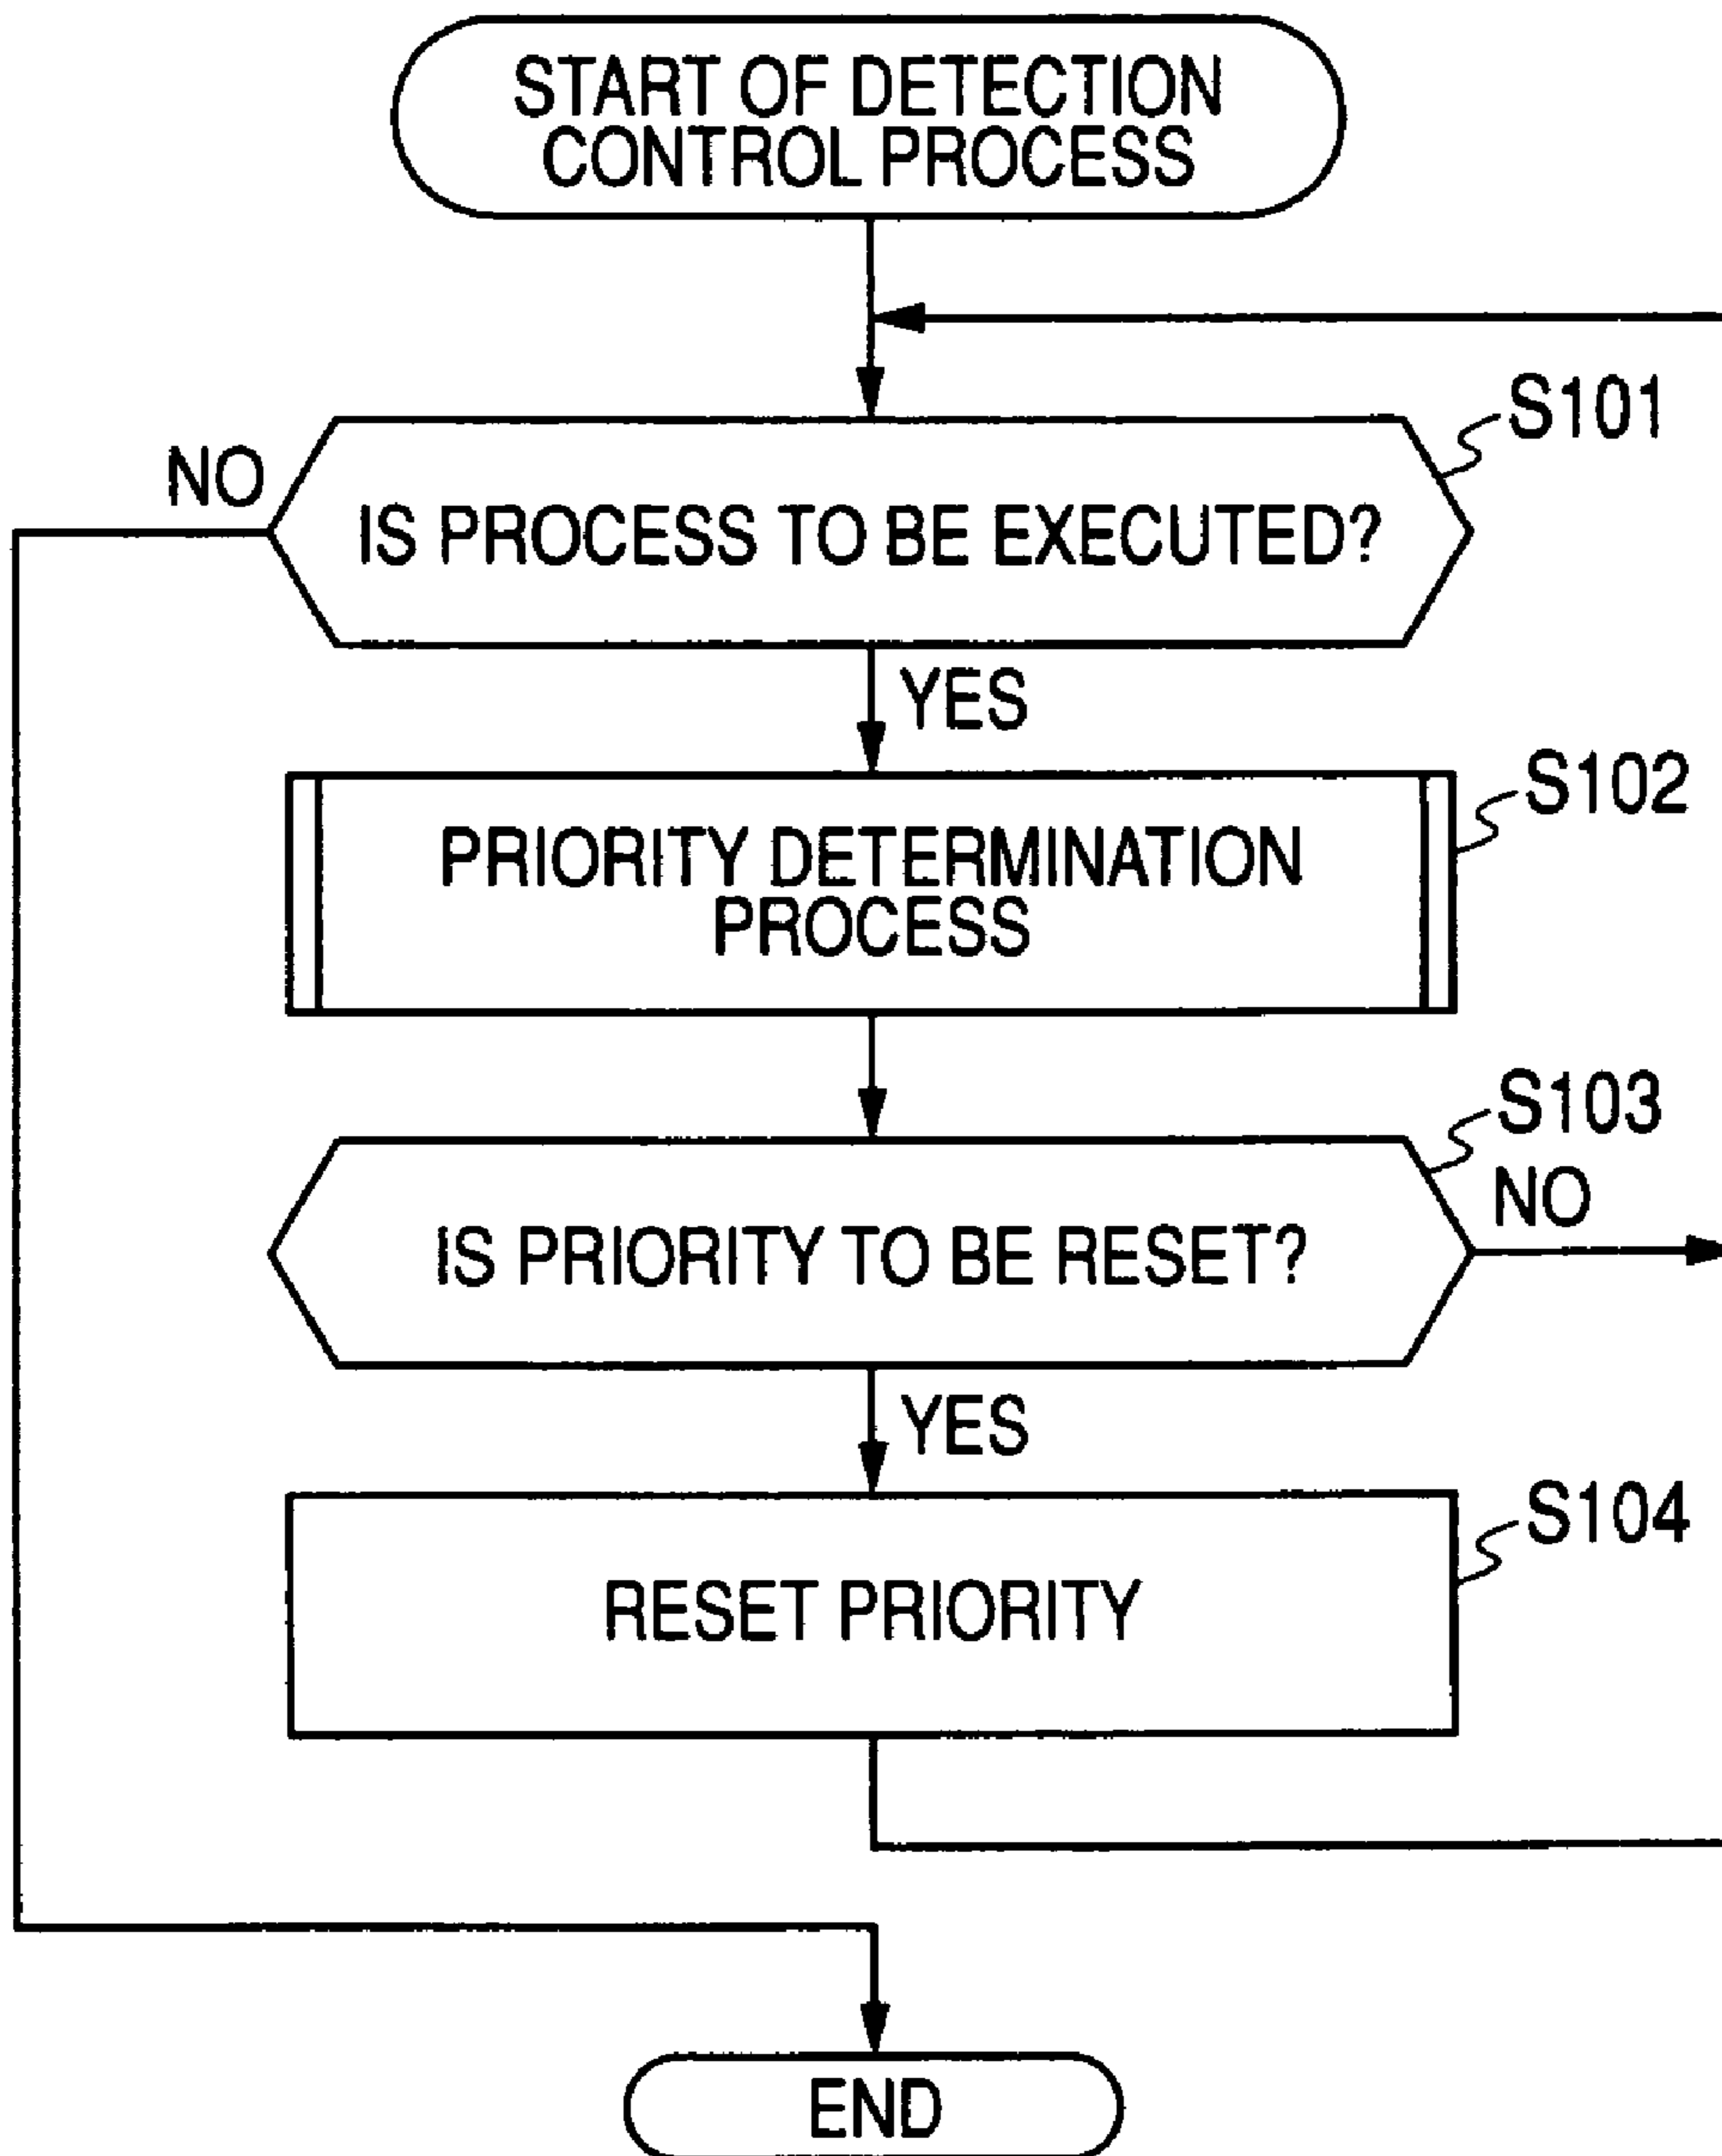 START OF DETECTION
CONTROL PROCESS
S101
NO
IS PROCESS TO BE EXECUTED?
YES
S102
PRIORITY DETERMINATION
PROCESS
S103
NO
IS PRIORITY TO BE RESET?
YES
S104
RESET PRIORITY
END